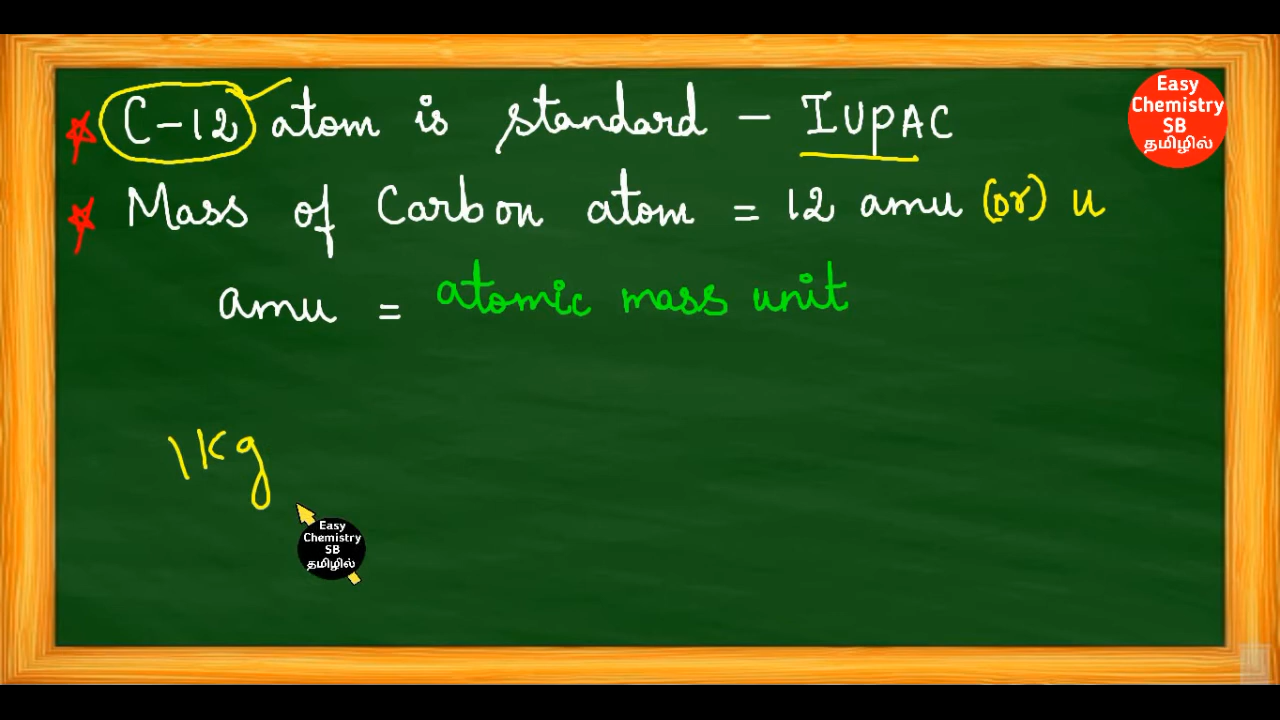 C-12 atom is standard - IUPAC
Easy
Chemistry
SB
தமிழில்
Mass of Carbon atom = 12 amu (or) u
amu = atomic mass unit
1kg
Easy
Chemistry
SB
தமிழில்